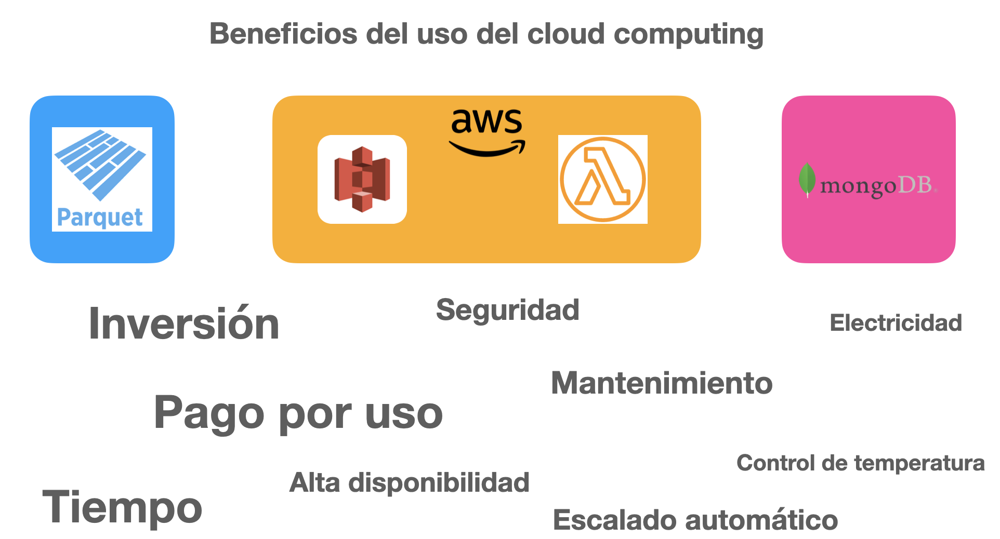 Beneficios del uso del cloud computing
aws
Parquet
mongoDB
Inversión
Seguridad
Electricidad
Mantenimiento
Pago por uso
Control de temperatura
Alta disponibilidad
Tiempo
Escalado automático